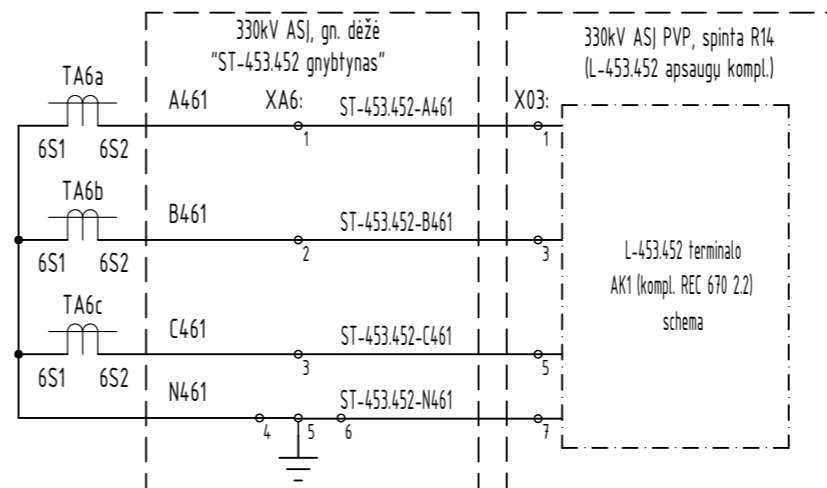 330kV ASĮ, gn. dėžė
"ST-453.452 gnybtynas"
330kV ASĮ PVP, spinta R14
(L-453.452 apsaugų kompl.)
TA6a
A461
XA6:
ST-453.452-A461
X03:
1
1
6S1
6S2
TA6b
B461
ST-453.452-B461
2
3
6S1
6S2
L-453.452 terminalo
AK1 (kompl. REC 670 2.2)
schema
TA6c
C461
ST-453.452-C461
3
5
6S1
6S2
N461
ST-453.452-N461
4
5
6
7